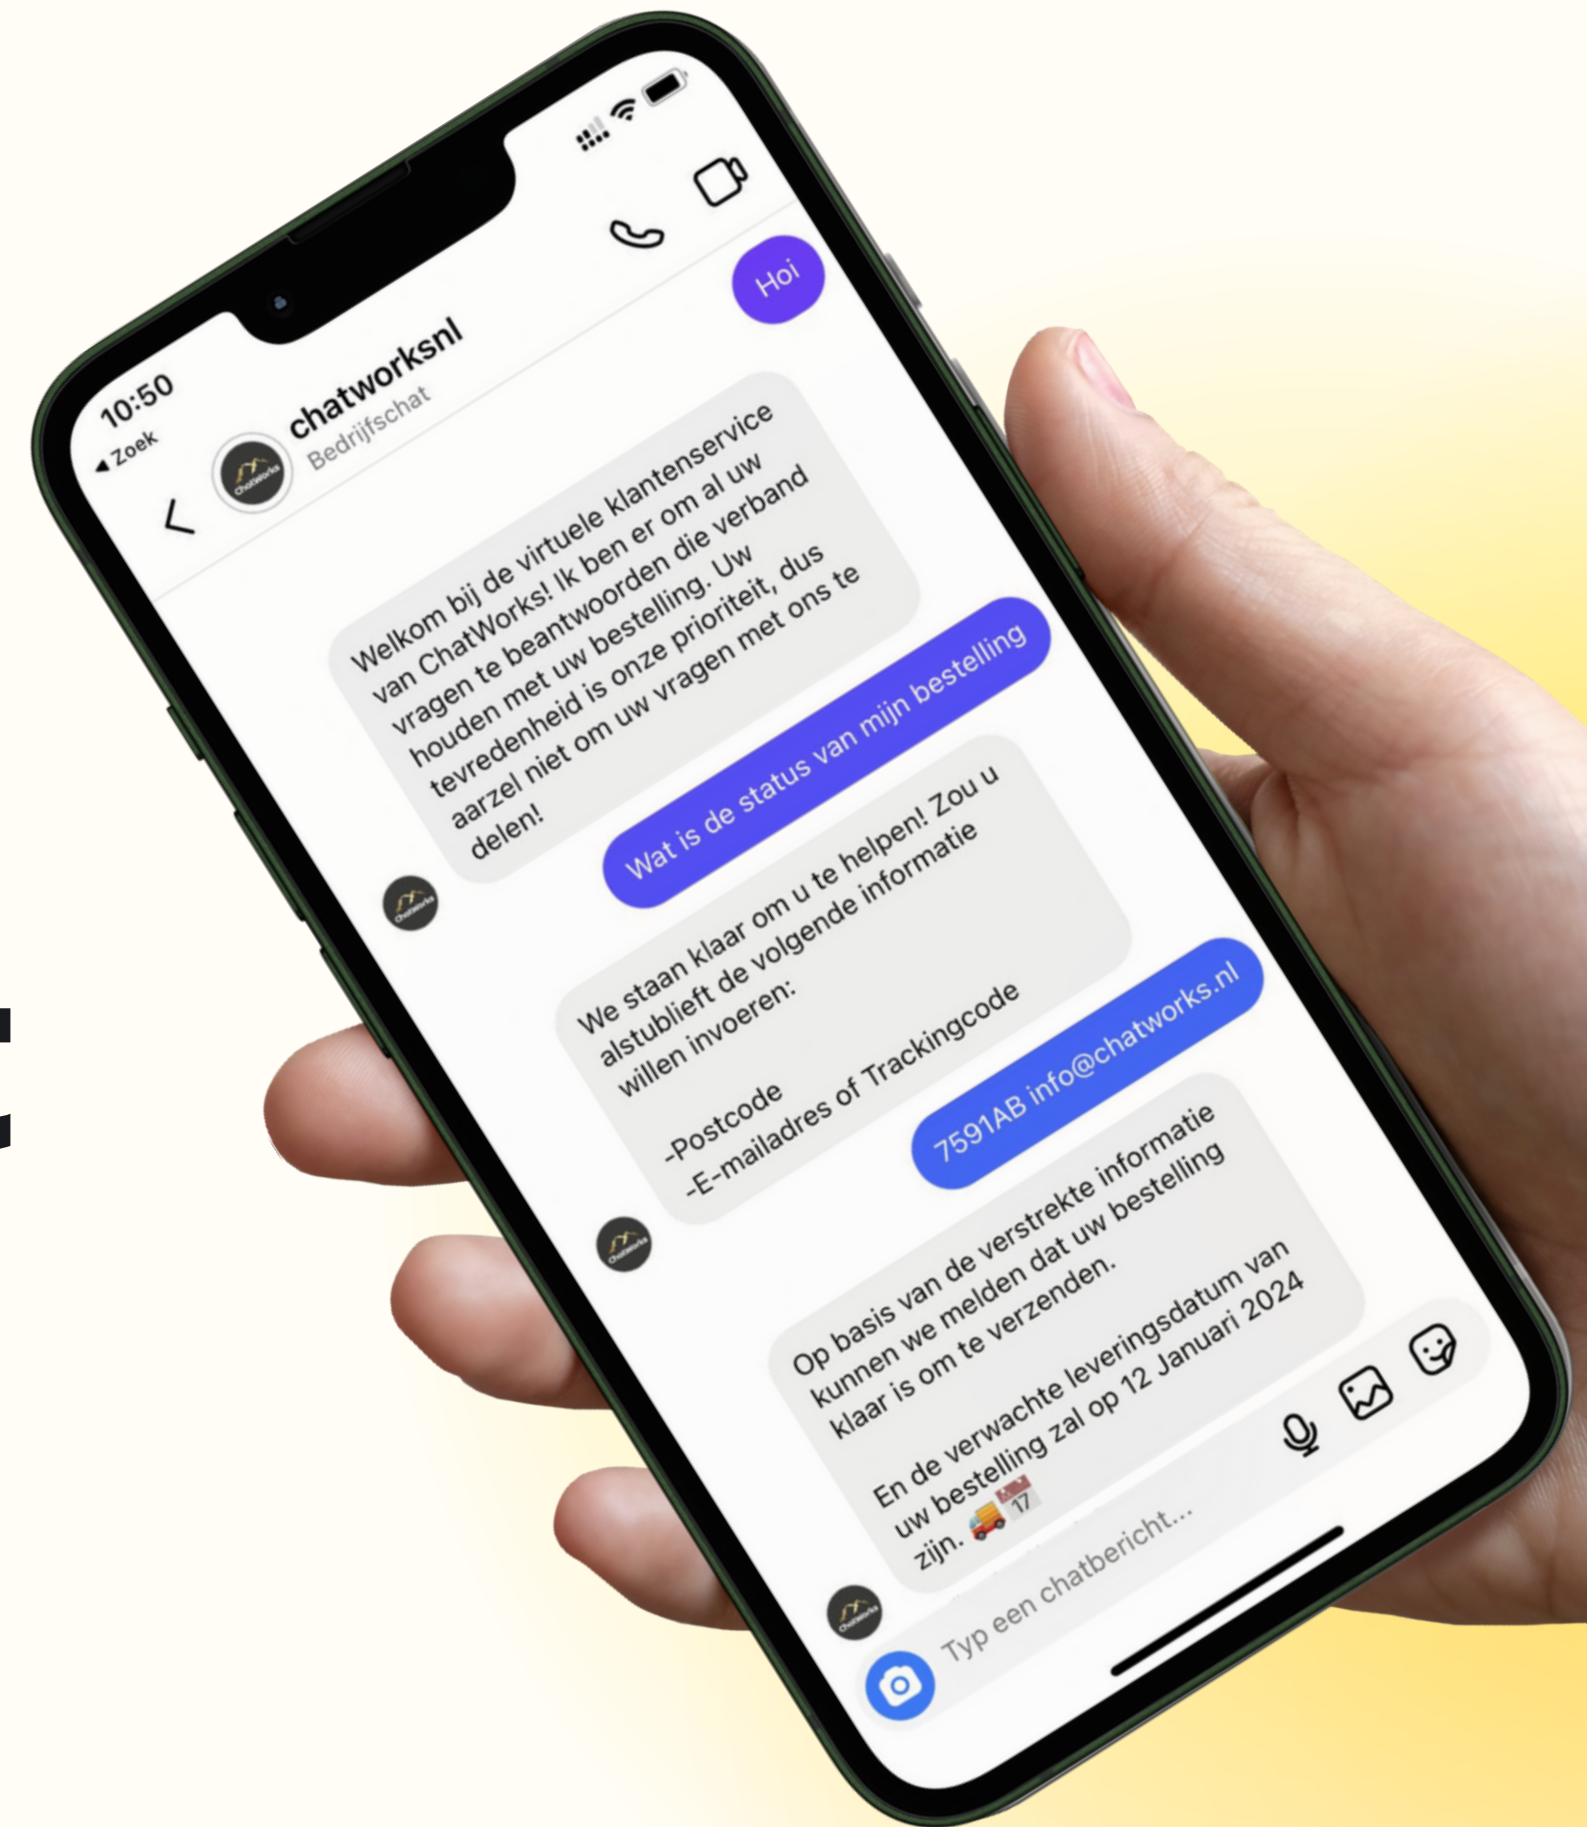 10:50
◀ Zoek
chatworksnl
Bedrijfschat
ChatWorks
Hoi
Welkom bij de virtuele klantenservice
van ChatWorks! Ik ben er om al uw
vragen te beantwoorden die verband
houden met uw bestelling. Uw
tevredenheid is onze prioriteit, dus
aarzel niet om uw vragen met ons te
delen!
ChatWorks
Wat is de status van mijn bestelling
We staan klaar om u te helpen! Zou u
alstublieft de volgende informatie
willen invoeren:
-Postcode
-E-mailadres of Trackingcode
ChatWorks
7591AB info@chatworks.nl
Op basis van de verstrekte informatie
kunnen we melden dat uw bestelling
klaar is om te verzenden.
En de verwachte leveringsdatum van
uw bestelling zal op 12 Januari 2024
zijn. 🚚📅
17
ChatWorks
Typ een chatbericht...